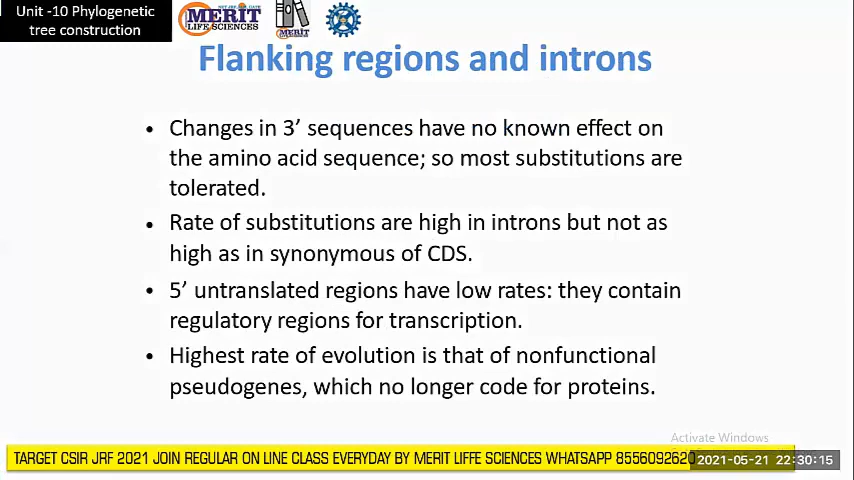 Unit -10 Phylogenetic
tree construction
MERIT
LIFE SCIENCES
MERIT
Flanking regions and introns
• Changes in 3’ sequences have no known effect on
the amino acid sequence; so most substitutions are
tolerated.
• Rate of substitutions are high in introns but not as
high as in synonymous of CDS.
• 5’ untranslated regions have low rates: they contain
regulatory regions for transcription.
• Highest rate of evolution is that of nonfunctional
pseudogenes, which no longer code for proteins.
Activate Windows
TARGET CSIR JRF 2021 JOIN REGULAR ON LINE CLASS EVERYDAY BY MERIT LIFFE SCIENCES WHATSAPP 8556092620
2021-05-21 22:30:15